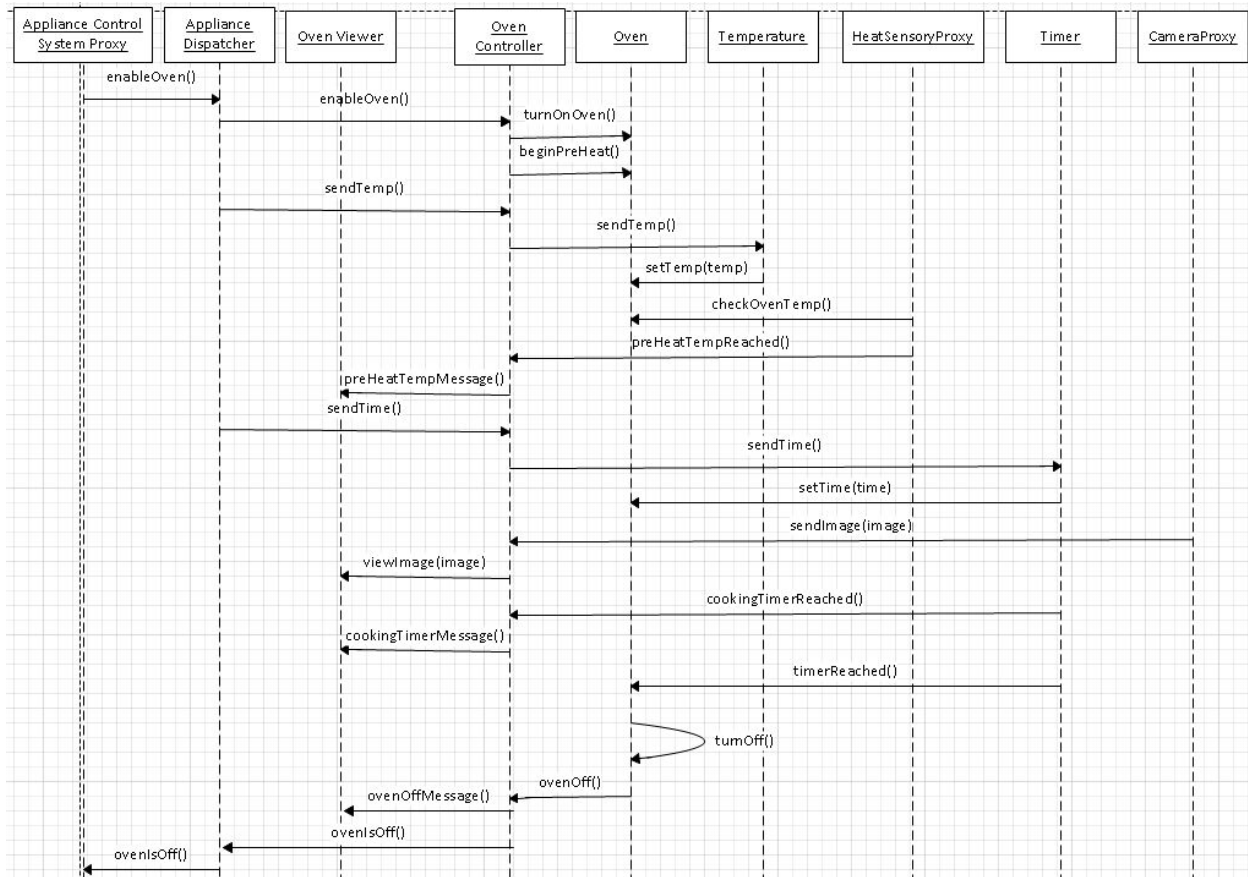 Appliance Control
System Proxy
Appliance
Dispatcher
Oven Viewer
Oven
Controller
Oven
Temperature
HeatSensoryProxy
Timer
CameraProxy
enableOven()
enableOven()
turnOnOven()
beginPreHeat()
sendTemp()
sendTemp()
setTemp(temp)
checkOvenTemp()
preHeatTempReached()
preHeatTempMessage()
sendTime()
sendTime()
setTime(time)
sendImage(image)
viewImage(image)
cookingTimerReached()
cookingTimerMessage()
timerReached()
turnOff()
ovenOff()
ovenOffMessage()
ovenIsOff()
ovenIsOff()